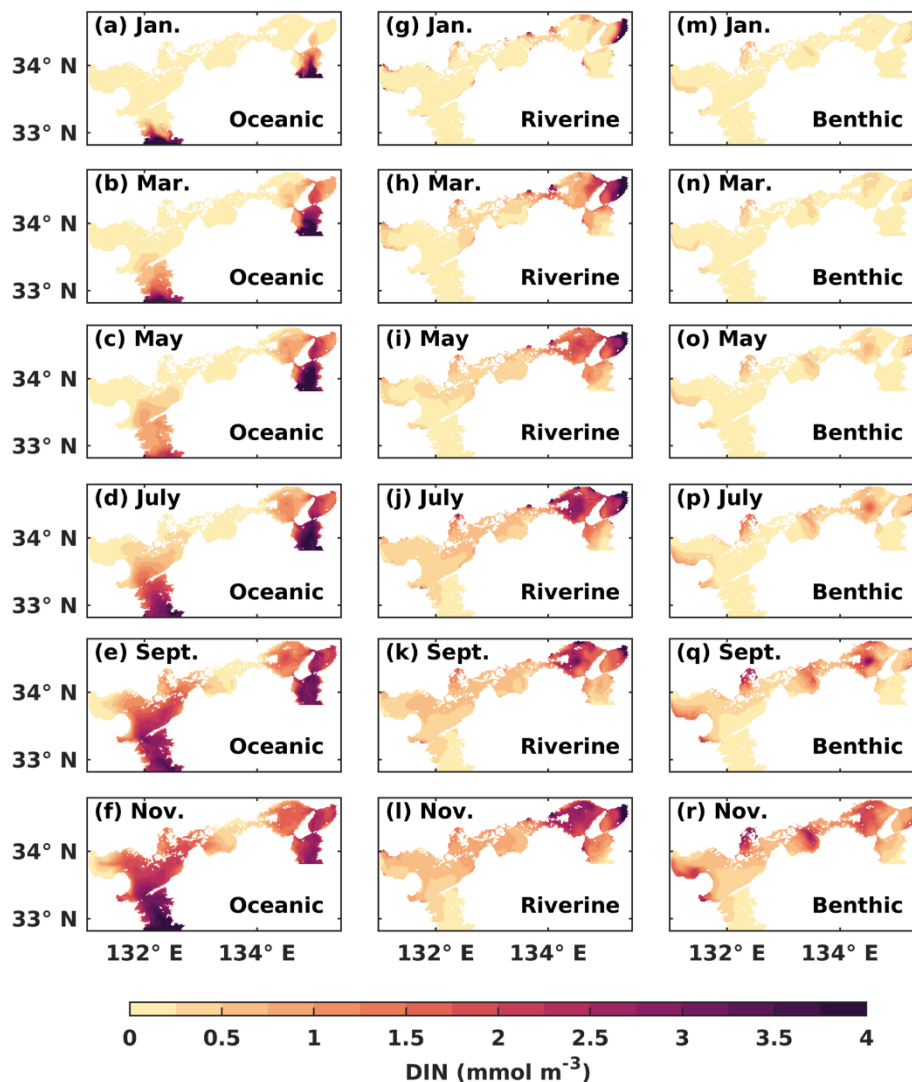 (a) Jan. (g) Jan. (m) Jan.
34° N
Oceanic Riverine Benthic
33° N
(b) Mar. (h) Mar. (n) Mar.
34° N
Oceanic Riverine Benthic
33° N
(c) May (i) May (o) May
34° N
Oceanic Riverine Benthic
33° N
(d) July (j) July (p) July
34° N
Oceanic Riverine Benthic
33° N
(e) Sept. (k) Sept. (q) Sept.
34° N
Oceanic Riverine Benthic
33° N
(f) Nov. (l) Nov. (r) Nov.
34° N
Oceanic Riverine Benthic
33° N
132° E 134° E 132° E 134° E 132° E 134° E
0 0.5 1 1.5 2 2.5 3 3.5 4
DIN (mmol m⁻³)